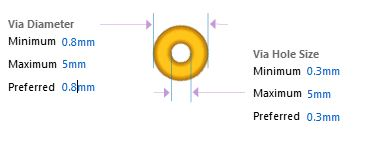 Via Diameter
Minimum 0.8mm
Maximum 5mm
Preferred 0.8mm
Via Hole Size
Minimum 0.3mm
Maximum 5mm
Preferred 0.3mm